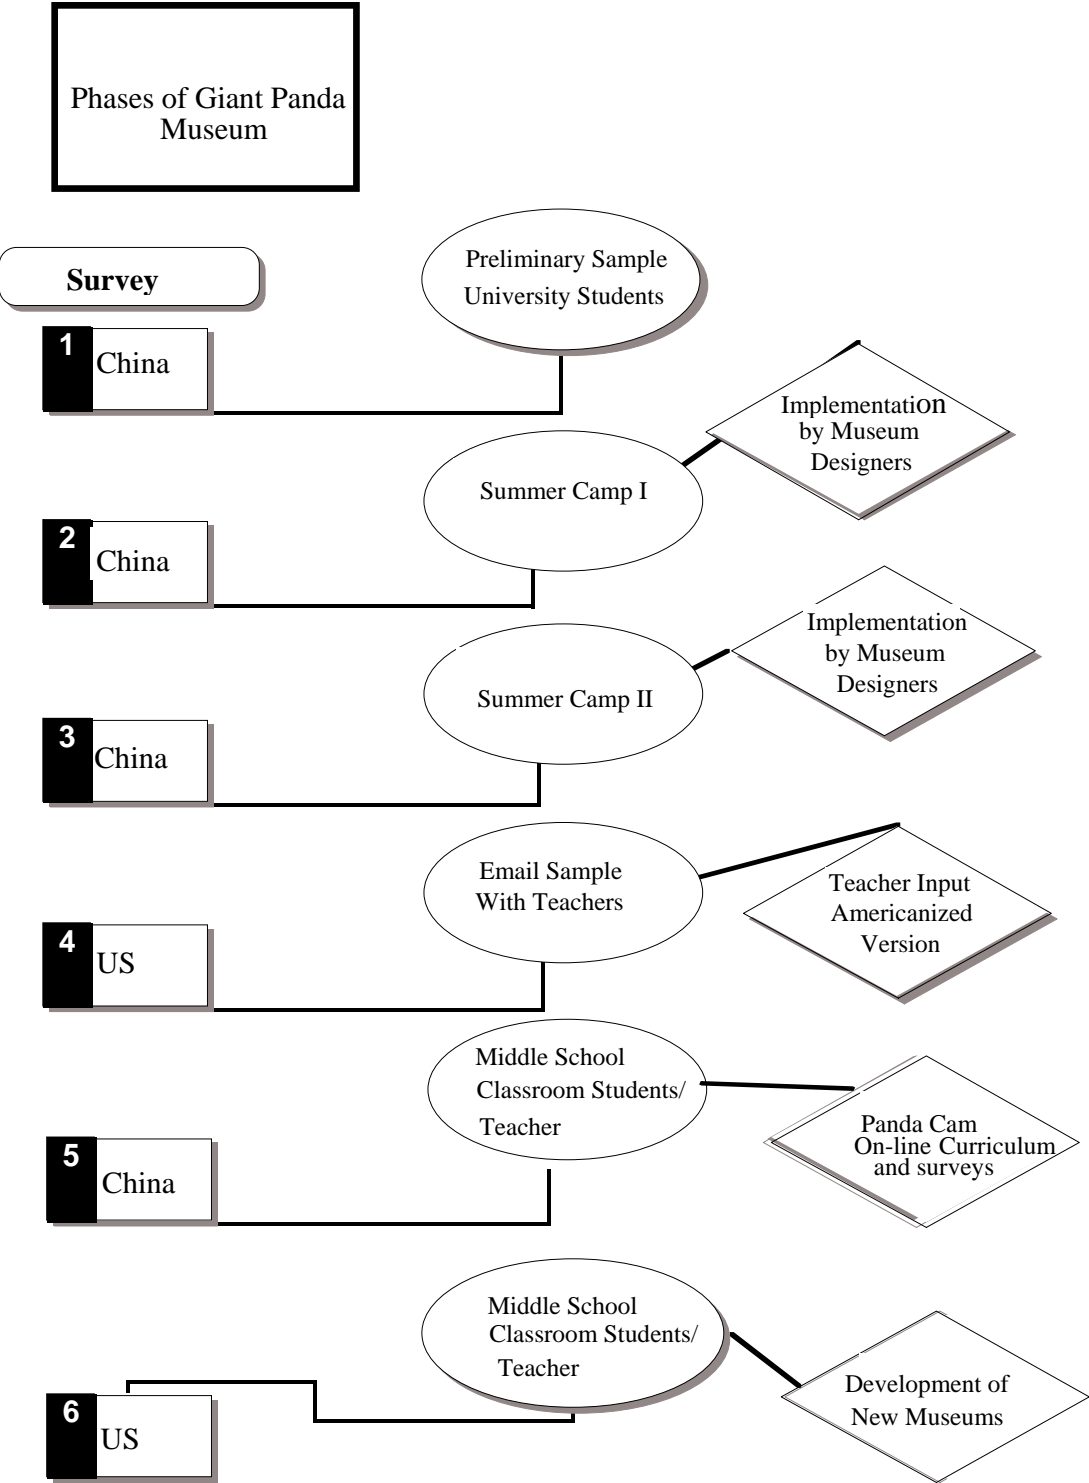 Phases of Giant Panda
Museum
Survey
Preliminary Sample
University Students
1
China
Implementation
by Museum
Designers
Summer Camp I
2
China
Implementation
by Museum
Designers
Summer Camp II
3
China
Email Sample
With Teachers
Teacher Input
Americanized
Version
4
US
Middle School
Classroom Students/
Teacher
Panda Cam
On-line Curriculum
and surveys
5
China
Middle School
Classroom Students/
Teacher
Development of
New Museums
6
US